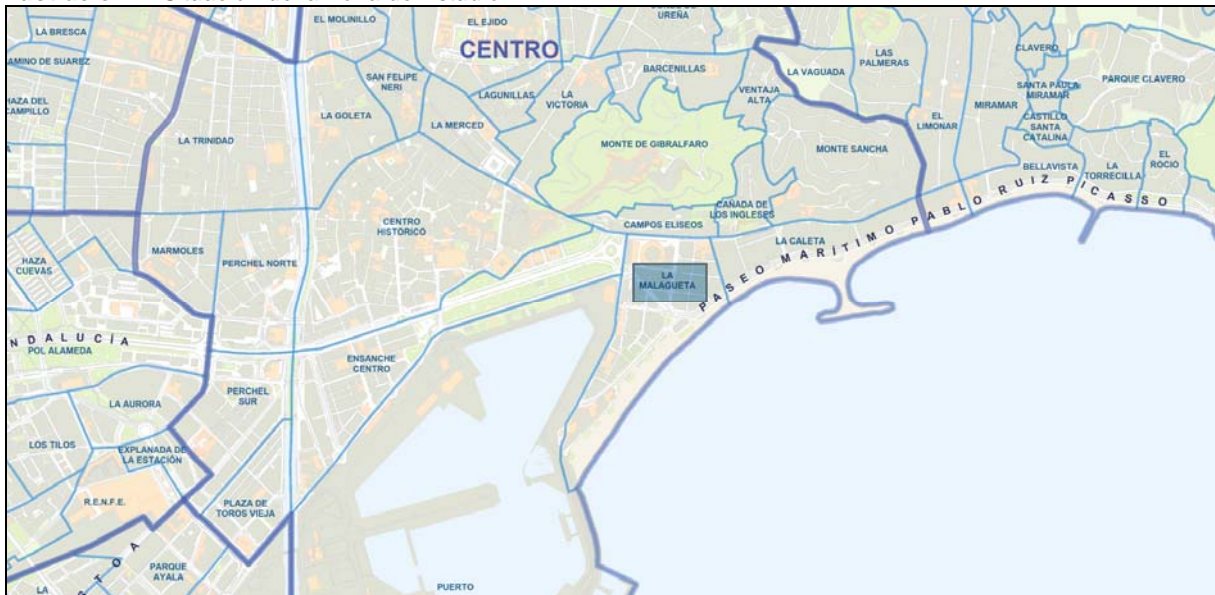 EL MOLINILLO
EL EJIDO
UREÑA
LA BRESCA
CENTRO
CLAVERO
LAS
PALMERAS
AMINO DE SUAREZ
SAN FELIPE
NERI
BARCENILLAS
LA VAGUADA
PARQUE CLAVERO
LAGUNILLAS
LA
VICTORIA
VENTAJA
ALTA
SANTA PAULA
MIRAMAR
HAZA DEL
CAMPILLO
LA GOLETA
MIRAMAR
EL
LIMONAR
CASTILLO
SANTA
CATALINA
LA MERCED
LA TRINIDAD
MONTE DE GIBRALFARO
MONTE SANCHA
BELLAVISTA
LA
TORRECILLA
EL
ROCIO
CAÑADA DE
LOS INGLESES
CENTRO
HISTORICO
CAMPOS ELISEOS
PASEO MARÍTIMO PABLO RUIZ PICASSO
LA CALETA
MARMOLES
PERCHEL NORTE
HAZA
CUEVAS
LA
MALAGUETA
NDALUCÍA
POL ALAMEDA
ENSANCHE
CENTRO
PERCHEL
SUR
LA AURORA
LOS TILOS
EXPLANADA DE
LA ESTACIÓN
R.E.N.F.E.
PLAZA DE
TOROS VIEJA
PARQUE
AYALA
PUERTO
LA